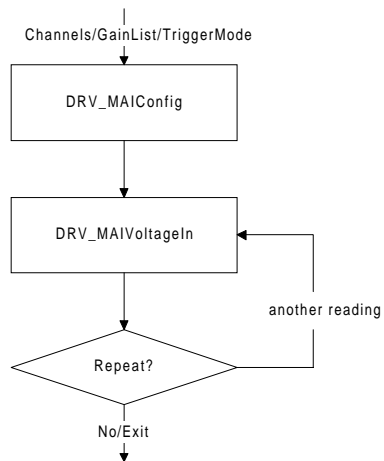 Channels/GainList/TriggerMode
DRV_MAIConfig
DRV_MAIVoltageIn
another reading
Repeat?
No/Exit